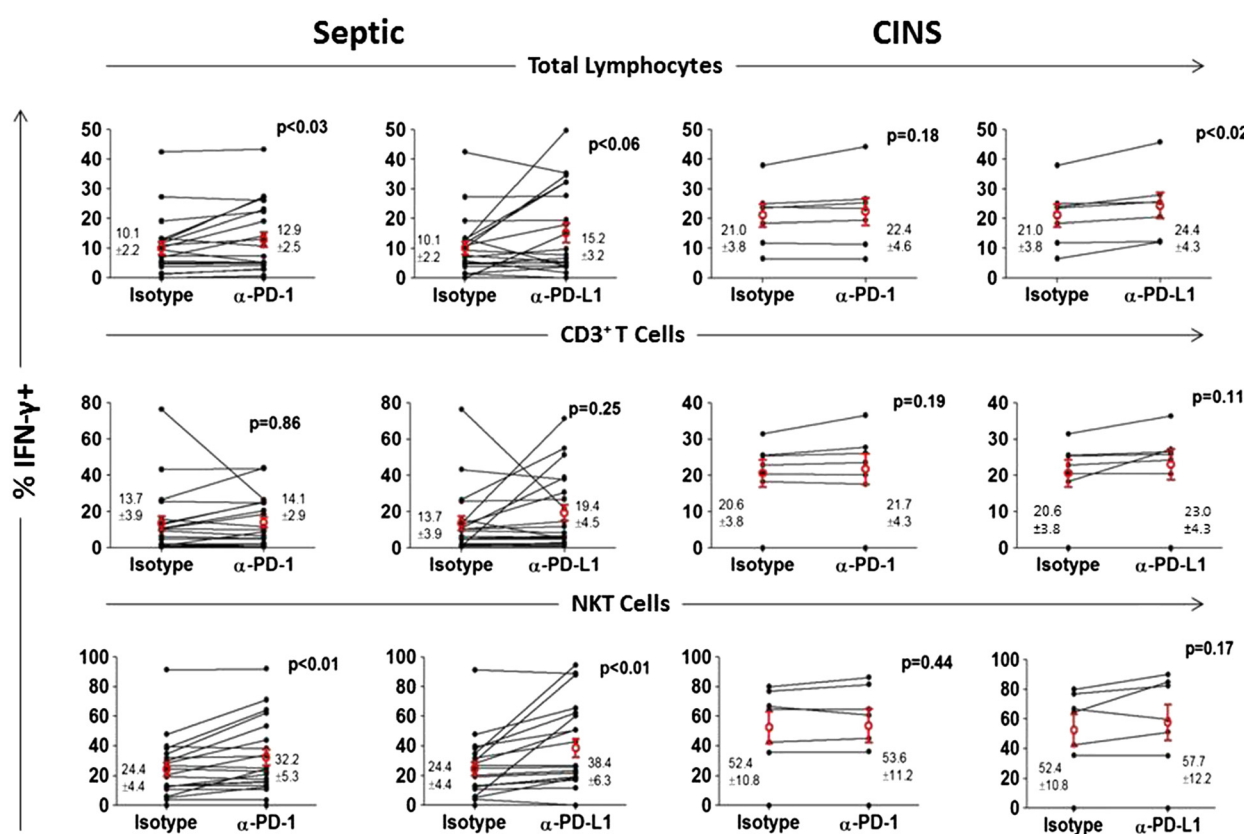 Septic CINS
Total Lymphocytes
% IFN-γ+
50 40 30 20 10 0
p<0.03
10.1
±2.2
12.9
±2.5
Isotype α-PD-1
50 40 30 20 10 0
p<0.06
10.1
±2.2
15.2
±3.2
Isotype α-PD-L1
50 40 30 20 10 0
p=0.18
21.0
±3.8
22.4
±4.6
Isotype α-PD-1
50 40 30 20 10 0
p<0.02
21.0
±3.8
24.4
±4.3
Isotype α-PD-L1
CD3⁺ T Cells
80 60 40 20 0
p=0.86
13.7
±3.9
14.1
±2.9
Isotype α-PD-1
80 60 40 20 0
p=0.25
13.7
±3.9
19.4
±4.5
Isotype α-PD-L1
40 30 20 10 0
p=0.19
20.6
±3.8
21.7
±4.3
Isotype α-PD-1
40 30 20 10 0
p=0.11
20.6
±3.8
23.0
±4.3
Isotype α-PD-L1
NKT Cells
100 80 60 40 20 0
p<0.01
24.4
±4.4
32.2
±5.3
Isotype α-PD-1
100 80 60 40 20 0
p<0.01
24.4
±4.4
38.4
±6.3
Isotype α-PD-L1
100 80 60 40 20 0
p=0.44
52.4
±10.8
53.6
±11.2
Isotype α-PD-1
100 80 60 40 20 0
p=0.17
52.4
±10.8
57.7
±12.2
Isotype α-PD-L1